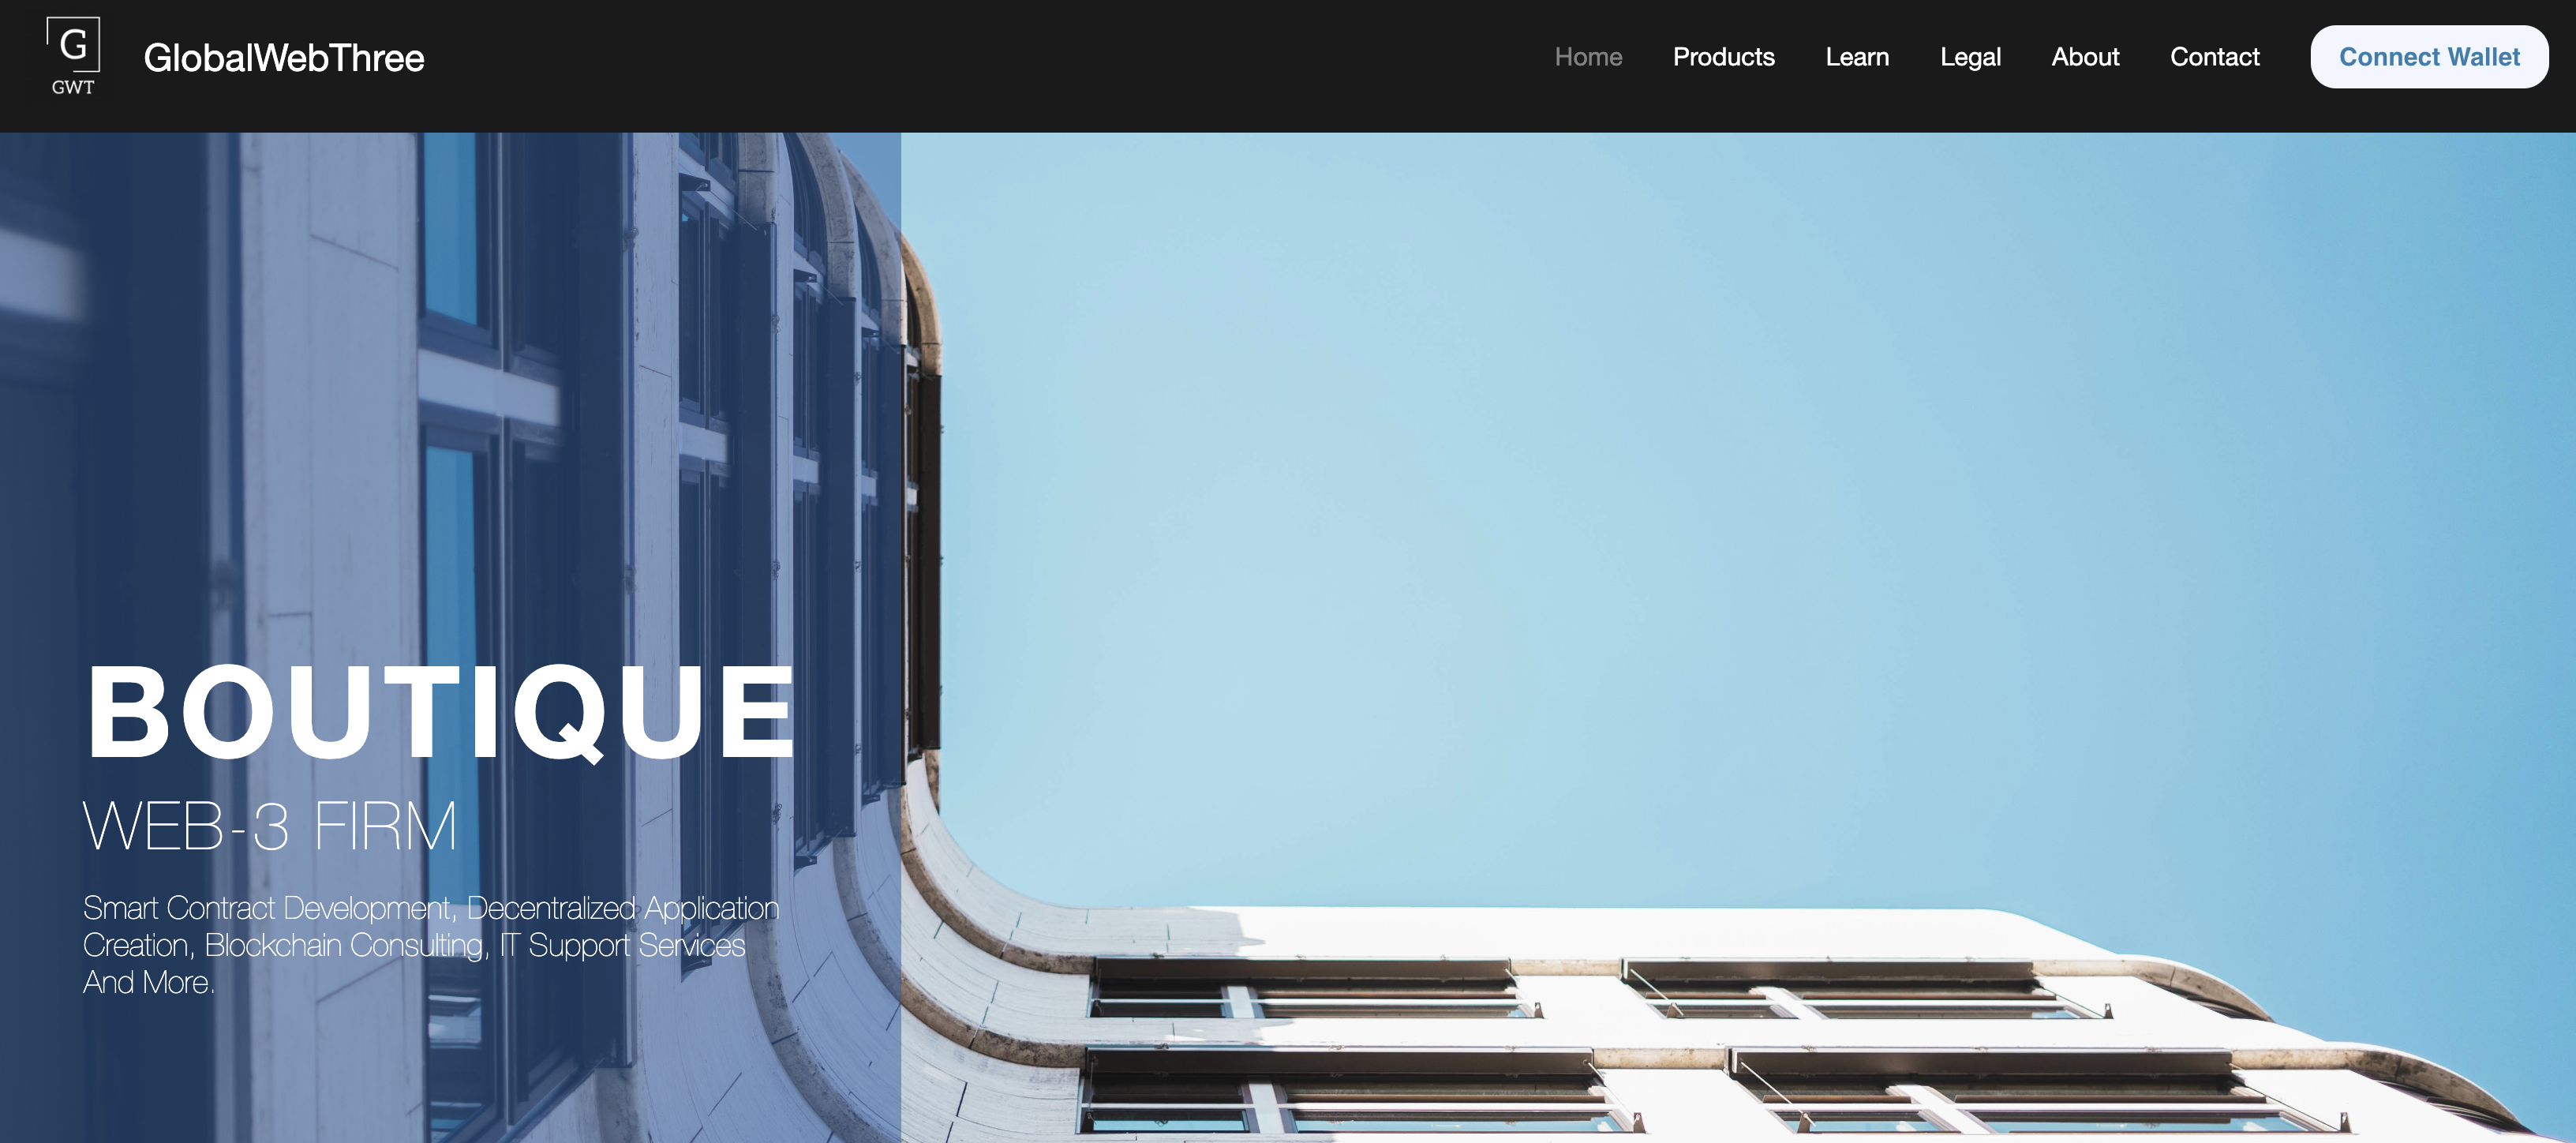 G
GWT
GlobalWebThree
Home
Products
Learn
Legal
About
Contact
Connect Wallet
BOUTIQUE
WEB-3 FIRM
Smart Contract Development, Decentralized Application
Creation, Blockchain Consulting, IT Support Services
And More.